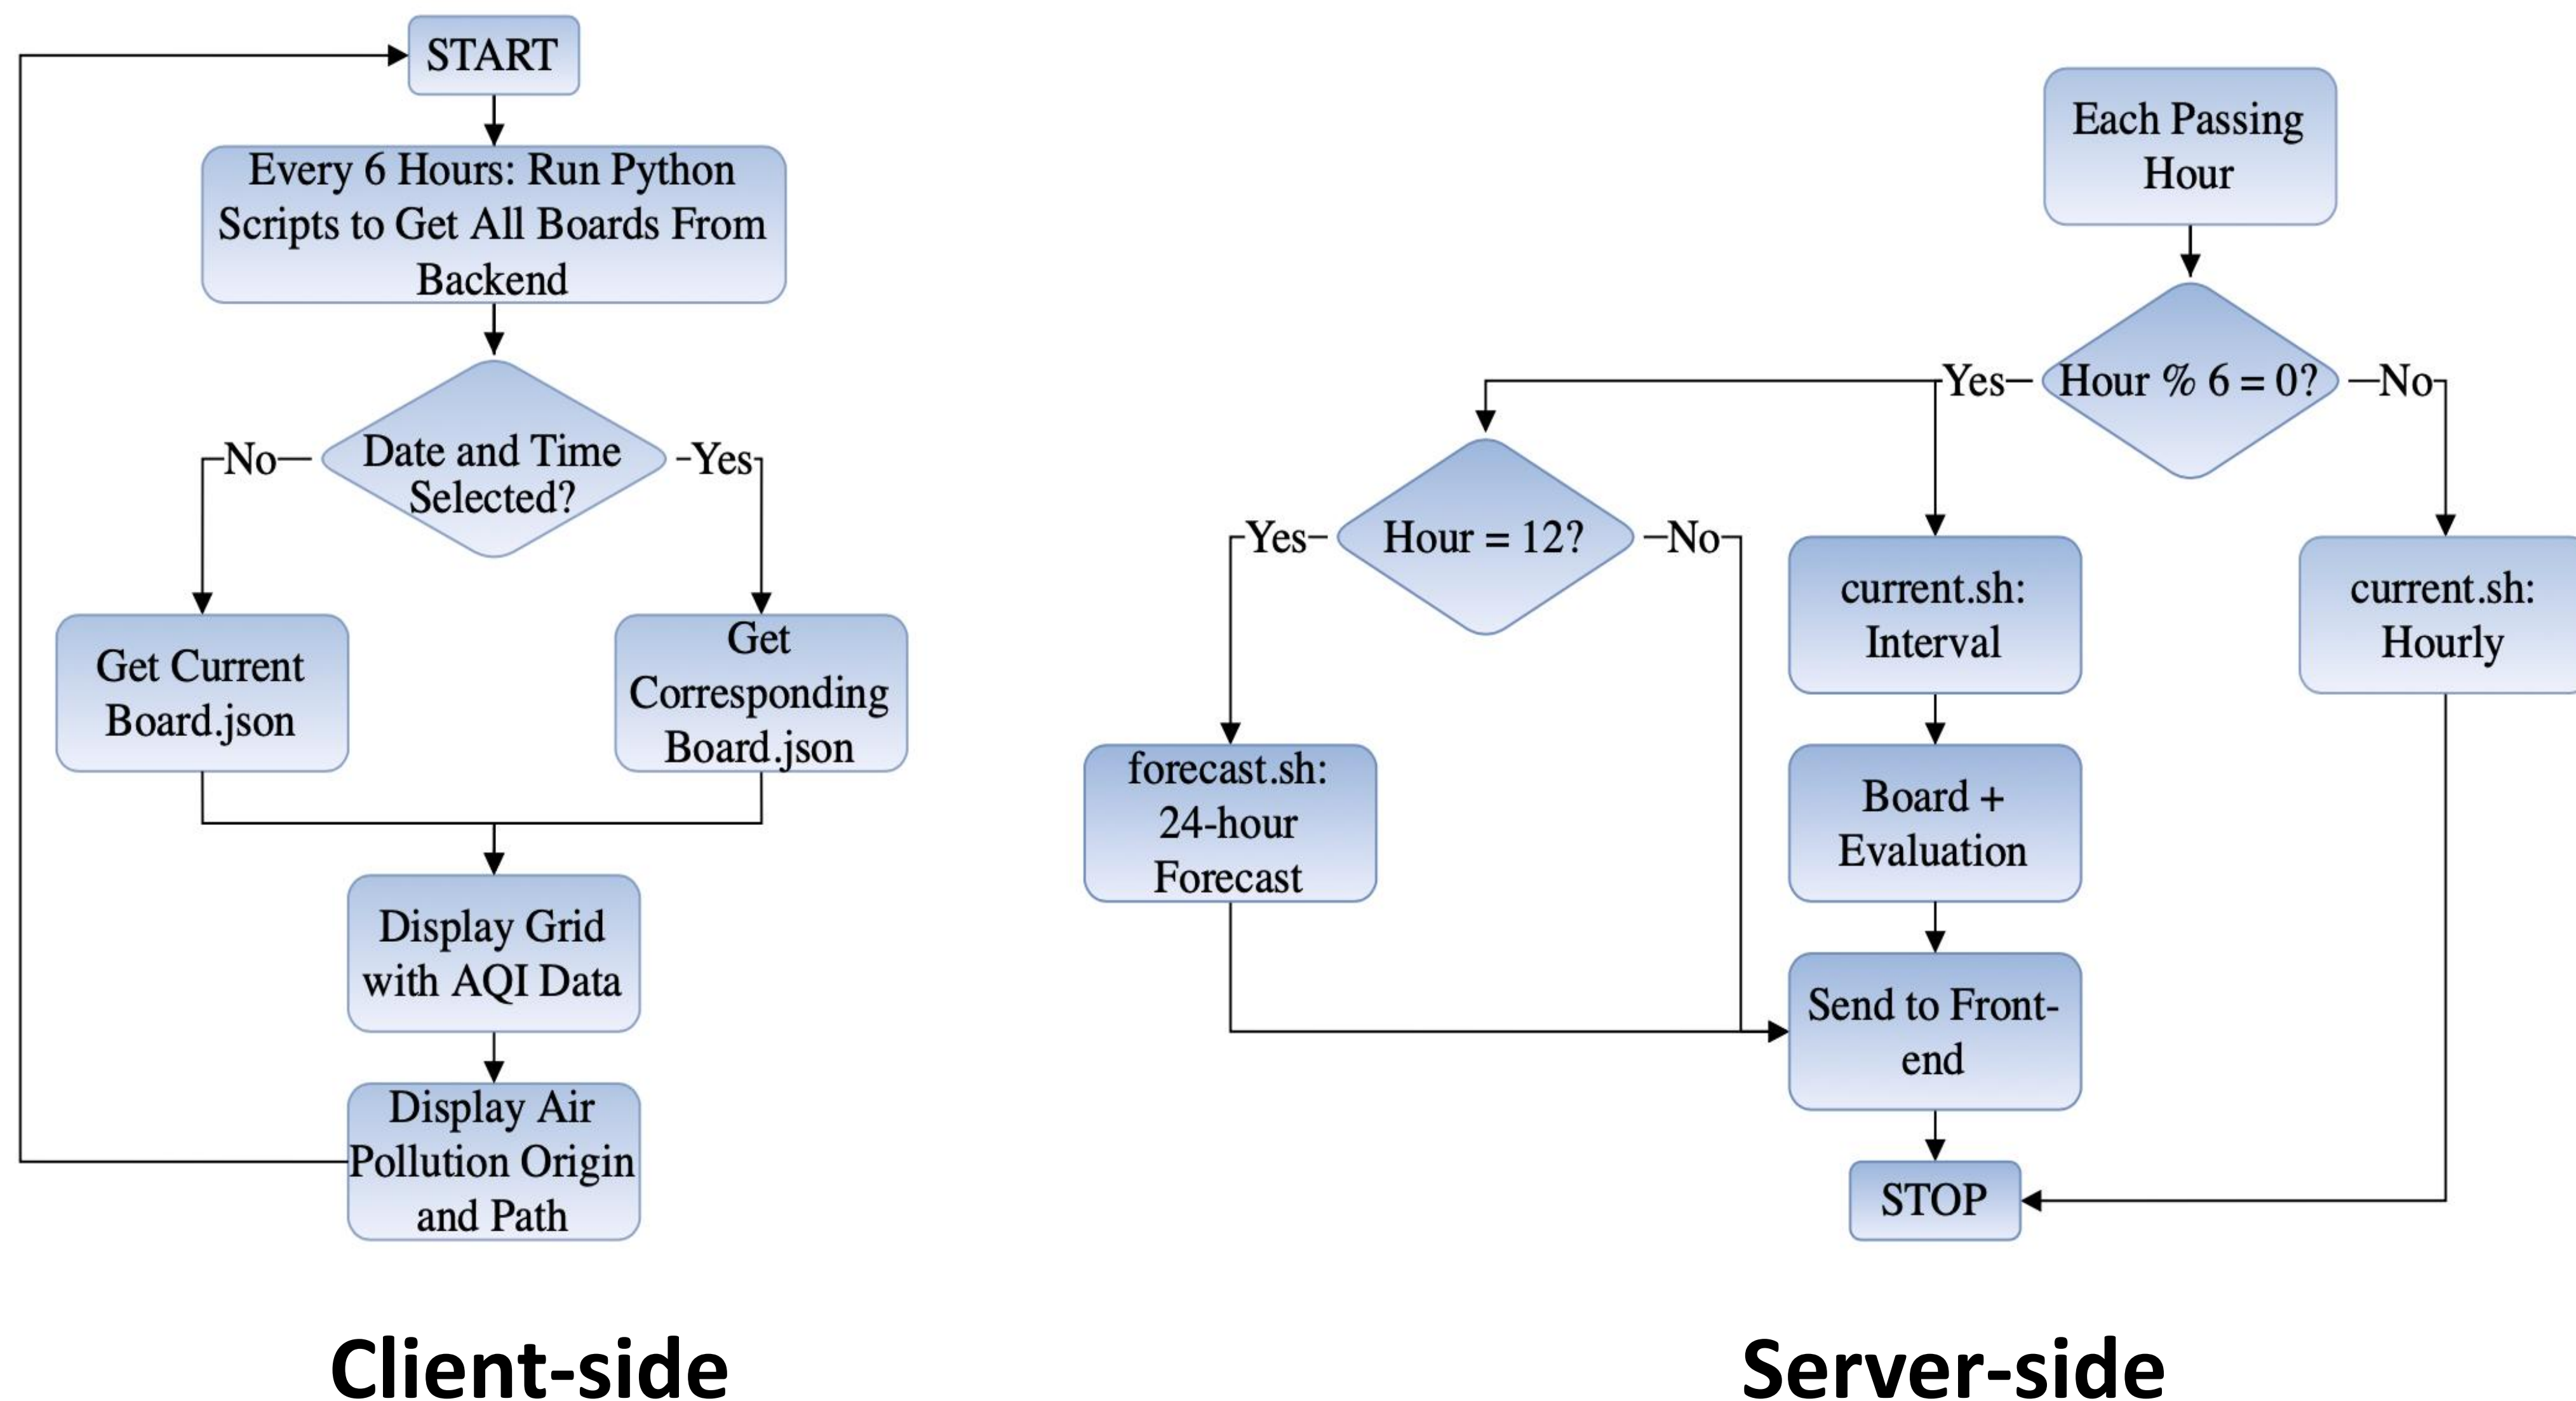 START
Every 6 Hours: Run Python
Scripts to Get All Boards From
Backend
Date and Time
Selected?
No
Yes
Get Current
Board.json
Get
Corresponding
Board.json
Display Grid
with AQI Data
Display Air
Pollution Origin
and Path
Client-side
Each Passing
Hour
Hour % 6 = 0?
Yes
No
Hour = 12?
Yes
No
current.sh:
Interval
current.sh:
Hourly
forecast.sh:
24-hour
Forecast
Board +
Evaluation
Send to Front-
end
STOP
Server-side